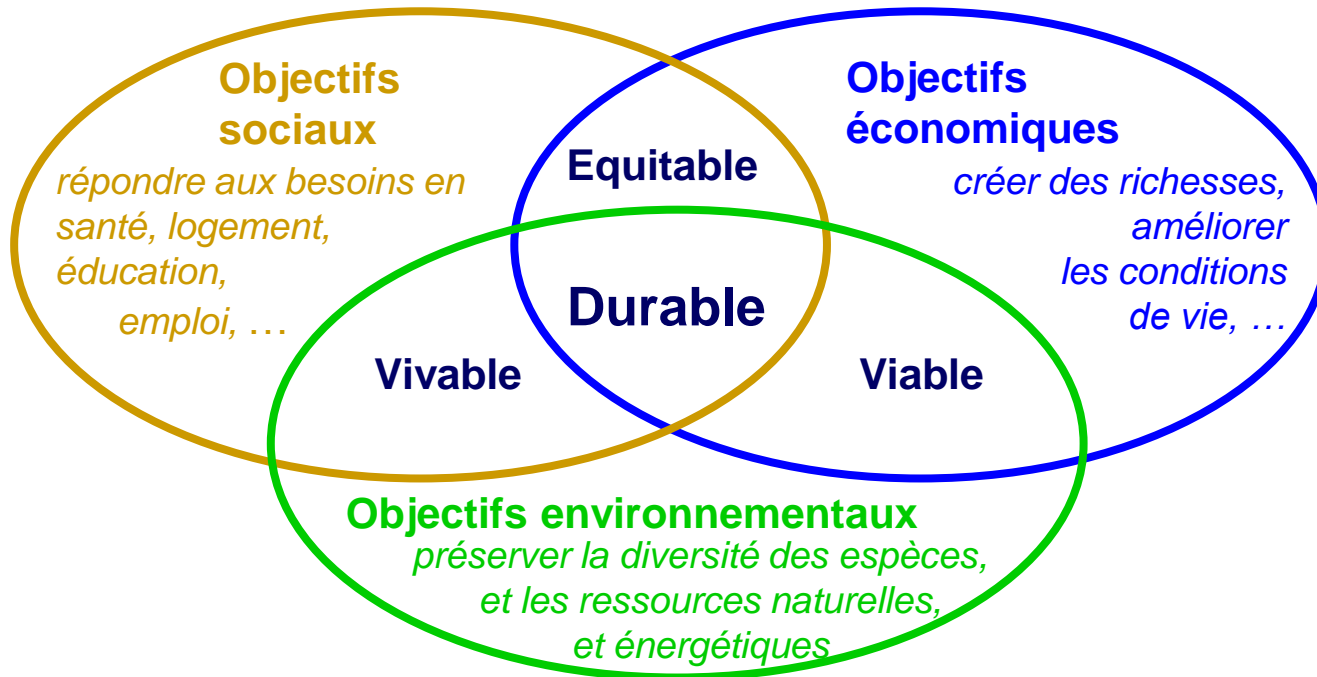 Objectifs
sociaux
répondre aux besoins en
santé, logement,
éducation,
emploi, …
Objectifs
économiques
créer des richesses,
améliorer
les conditions
de vie, …
Equitable
Durable
Vivable
Viable
Objectifs environnementaux
préserver la diversité des espèces,
et les ressources naturelles,
et énergétiques